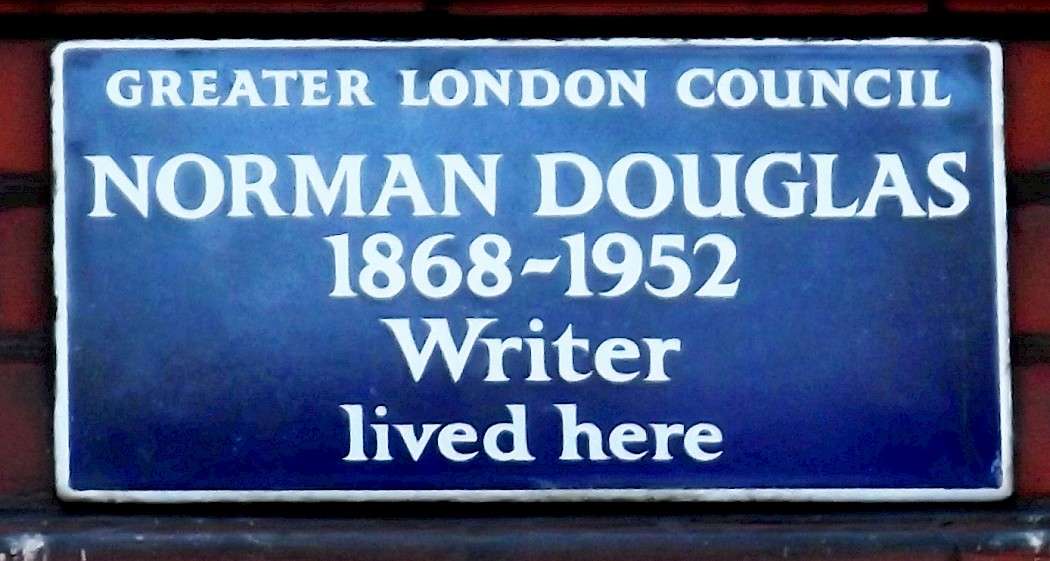 GREATER LONDON COUNCIL
NORMAN DOUGLAS
1868~1952
Writer
lived here